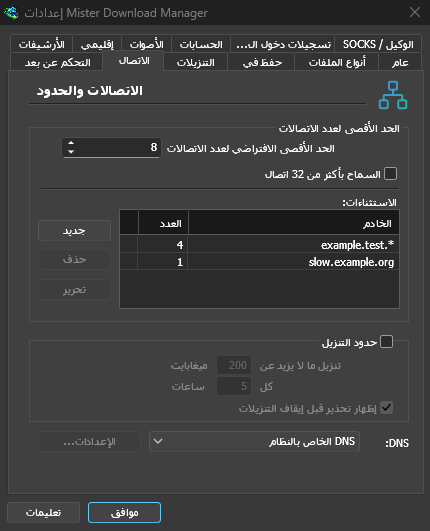 إعدادات | Mister Download Manager
الوكيل / SOCKS تسجيلات دخول ال... الحسابات الأصوات إقليمي الأرشيفات
عام أنواع الملفات حفظ في التنزيلات الاتصال التحكم عن بعد
الاتصالات والحدود
الحد الأقصى لعدد الاتصالات
الحد الأقصى الافتراضي لعدد الاتصالات 8
السماح بأكثر من 32 اتصال
الاستثناءات:
الخادم العدد
*.example.test 4
slow.example.org 1
جديد
حذف
تحرير
حدود التنزيل
تنزيل ما لا يزيد عن 200 ميغابايت
كل 5 ساعات
إظهار تحذير قبل إيقاف التنزيلات
DNS: DNS الخاص بالنظام الإعدادات...
موافق تعليمات